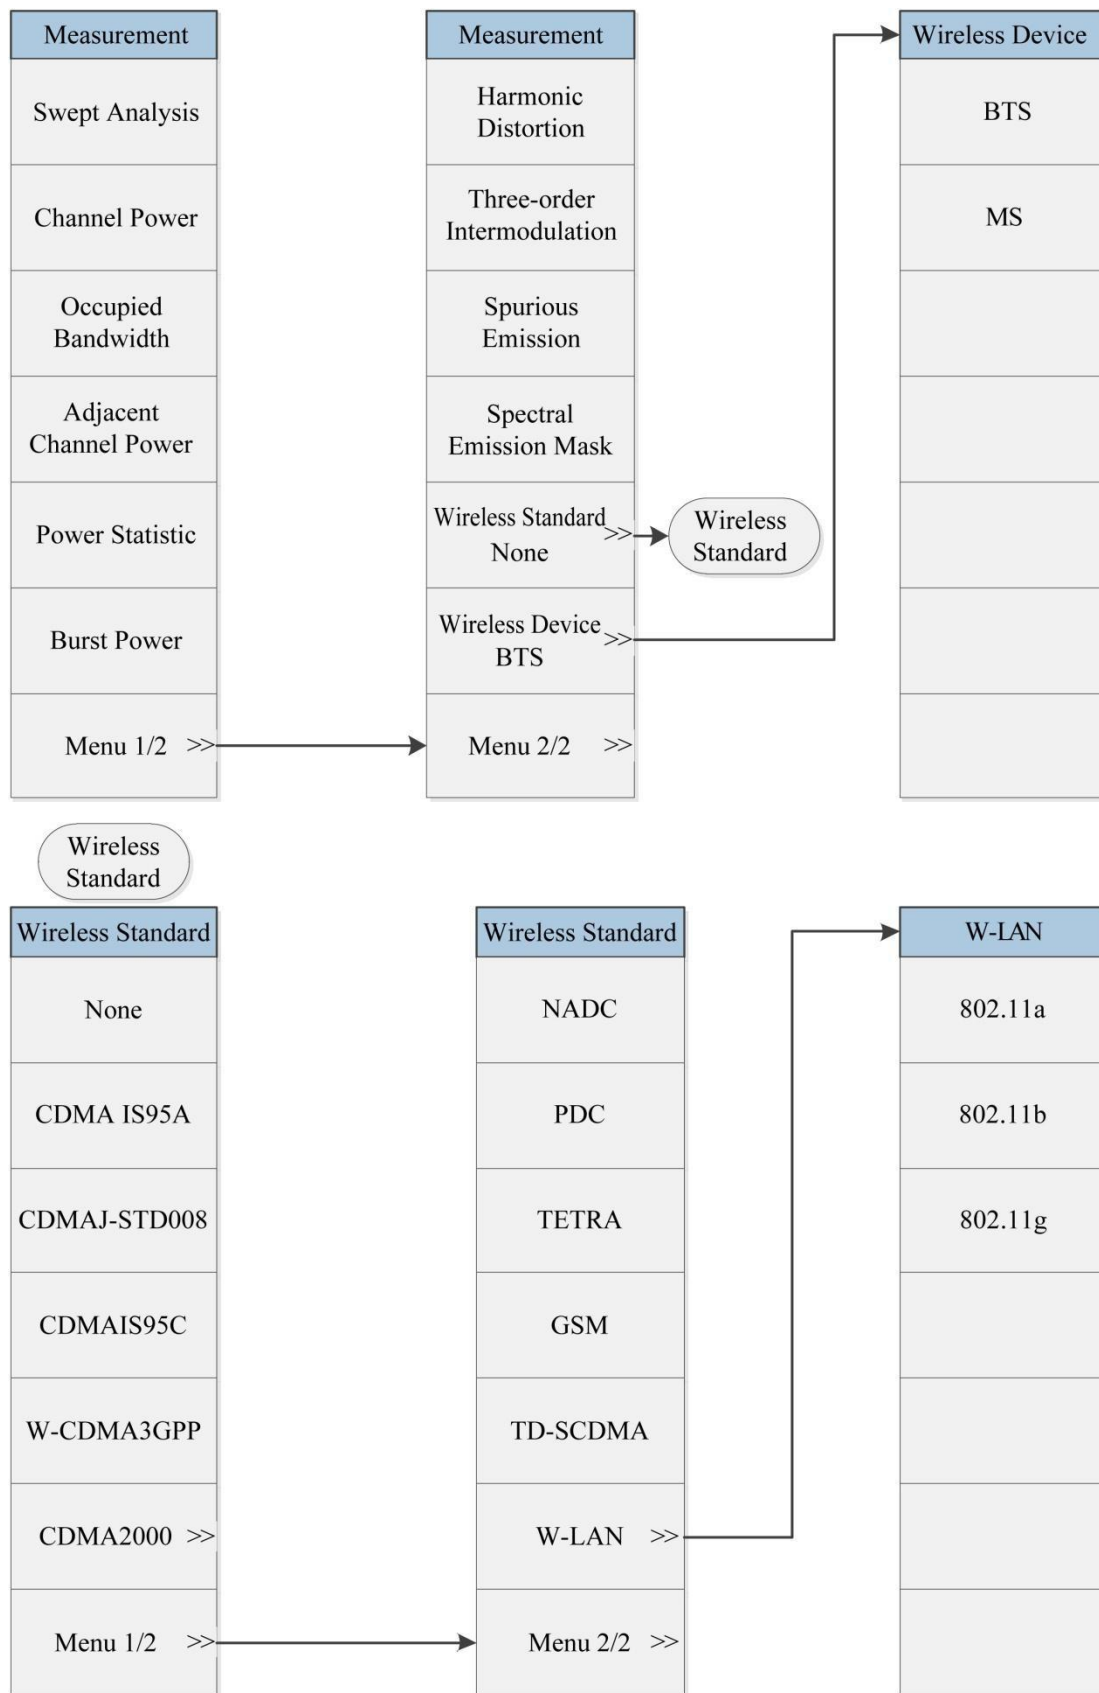 Measurement
Swept Analysis
Channel Power
Occupied
Bandwidth
Adjacent
Channel Power
Power Statistic
Burst Power
Menu 1/2 >>
Measurement
Harmonic
Distortion
Three-order
Intermodulation
Spurious
Emission
Spectral
Emission Mask
Wireless Standard
None >>
Wireless Device
BTS >>
Menu 2/2 >>
Wireless
Standard
Wireless Device
BTS
MS
Wireless
Standard
Wireless Standard
None
CDMA IS95A
CDMAJ-STD008
CDMAIS95C
W-CDMA3GPP
CDMA2000 >>
Menu 1/2 >>
Wireless Standard
NADC
PDC
TETRA
GSM
TD-SCDMA
W-LAN >>
Menu 2/2 >>
W-LAN
802.11a
802.11b
802.11g